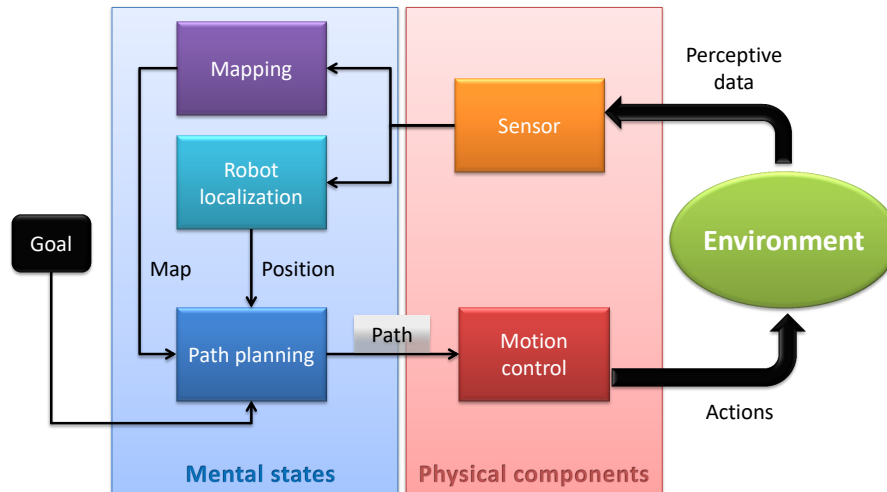 Mapping
Perceptive
data
Sensor
Robot
localization
Goal
Environment
Map
Position
Path
Path planning
Motion
control
Actions
Mental states
Physical components